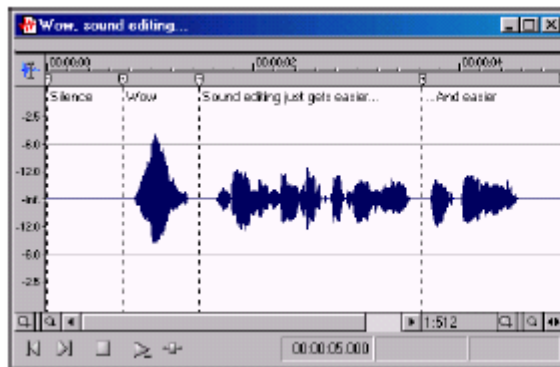 Wow, sound editing...
00:00:00 00:00:02 00:00:04
Silence Wow Sound editing just gets easier... ...And easier
-2.5
-6.0
-12.0
-Inf.
-12.0
-6.0
-2.5
1:512
00:00:05.000